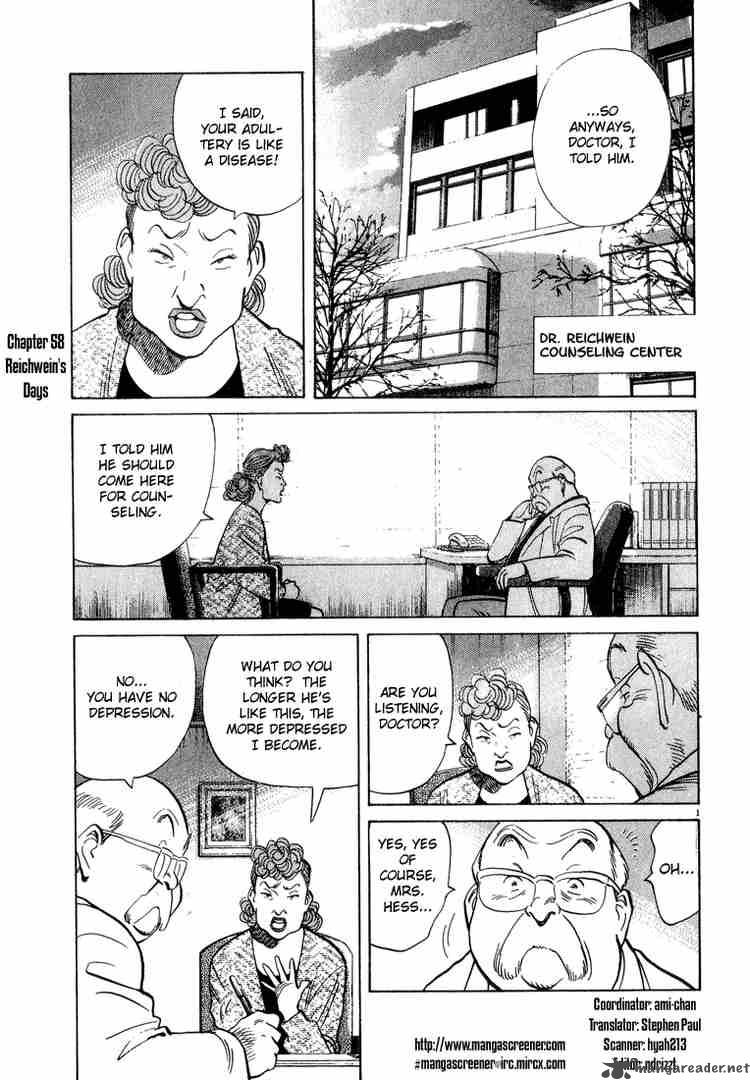 ...SO
ANYWAYS,
DOCTOR, I
TOLD HIM.
DR. REICHWEIN
COUNSELING CENTER
I SAID,
YOUR ADUL-
TERY IS LIKE
A DISEASE!
Chapter 58
Reichwein's
Days
I TOLD HIM
HE SHOULD
COME HERE
FOR COUN-
SELING.
ARE YOU
LISTENING,
DOCTOR?
1
OH...
YES, YES
OF
COURSE,
MRS.
HESS...
WHAT DO YOU
THINK? THE
LONGER HE'S
LIKE THIS, THE
MORE DEPRESSED
I BECOME.
NO...
YOU HAVE NO
DEPRESSION.
Coordinator: ami-chan
Translator: Stephen Paul
Scanner: hyah213
http://www.mangascreener.com
#mangascreener@irc.mircx.com
mangareader.net